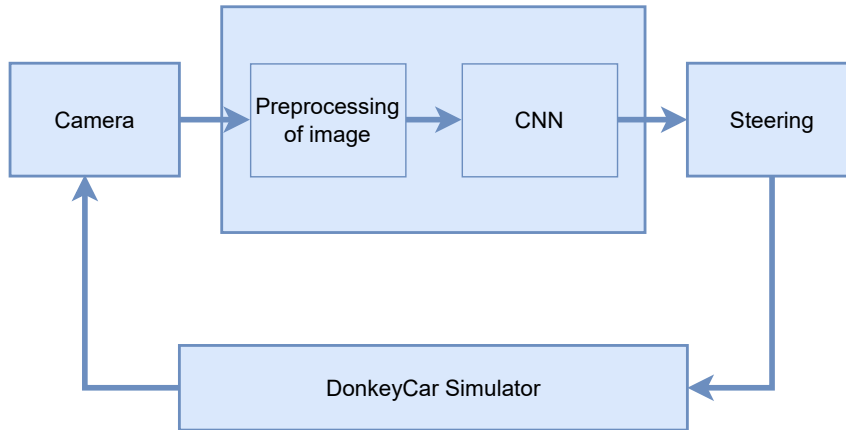 Camera
Preprocessing
of image
CNN
Steering
DonkeyCar Simulator